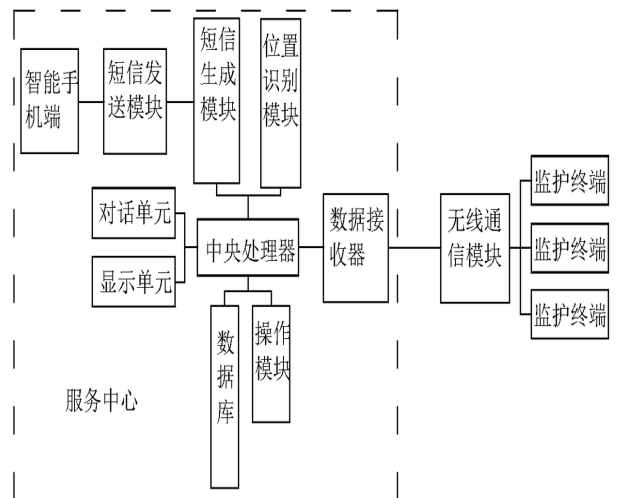 智能手
机端
短信发
送模块
短信
生成
模块
位置
识别
模块
对话单元
显示单元
中央处理器
数据接
收器
无线通
信模块
监护终端
监护终端
监护终端
数
据
库
操作
模块
服务中心